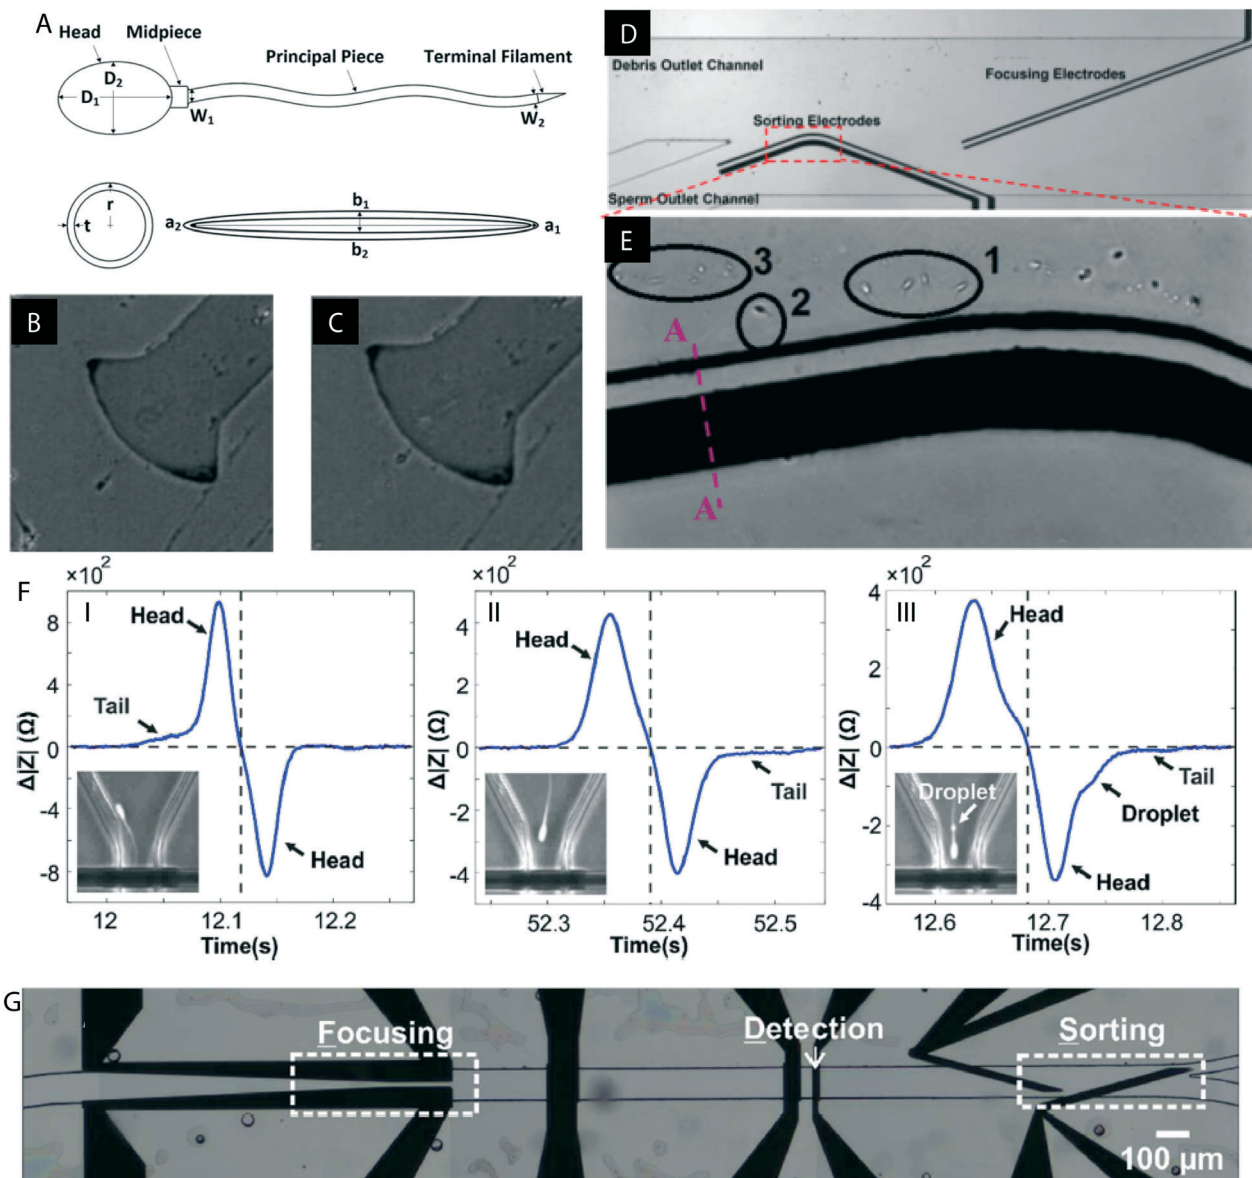 A
Head
Midpiece
Principal Piece
Terminal Filament
D₂
D₁
W₁
W₂
r
t
a₂
b₁
a₁
b₂
B
C
D
Debris Outlet Channel
Focusing Electrodes
Sorting Electrodes
Sperm Outlet Channel
E
3
1
2
A
A'
F
×10²
I
Head
Tail
Head
Δ|Z| (Ω)
8
4
0
-4
-8
12
12.1
12.2
Time(s)
×10²
II
Head
Tail
Head
Δ|Z| (Ω)
4
2
0
-2
-4
52.3
52.4
52.5
Time(s)
×10²
III
Head
Tail
Droplet
Droplet
Head
Δ|Z| (Ω)
4
2
0
-2
-4
12.6
12.7
12.8
Time(s)
G
Focusing
Detection
Sorting
100 µm